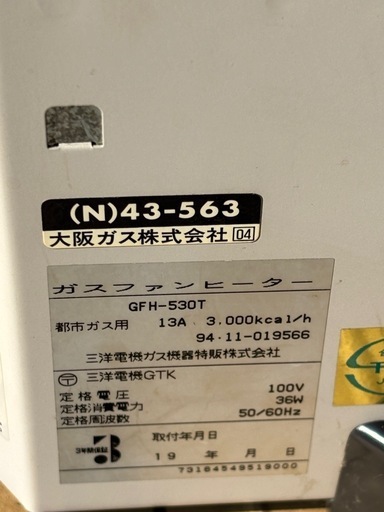 (N)43-563
大阪ガス株式会社 04
ガスファンヒーター
GFH-530T
都市ガス用 13A 3.000kcal/h
94・11-019566
三洋電機ガス機器特販株式会社
三洋電機GTK
定格電圧 100V
定格消費電力 36W
定格周波数 50/60Hz
取付年月日
19 年 月 日
73184549519000